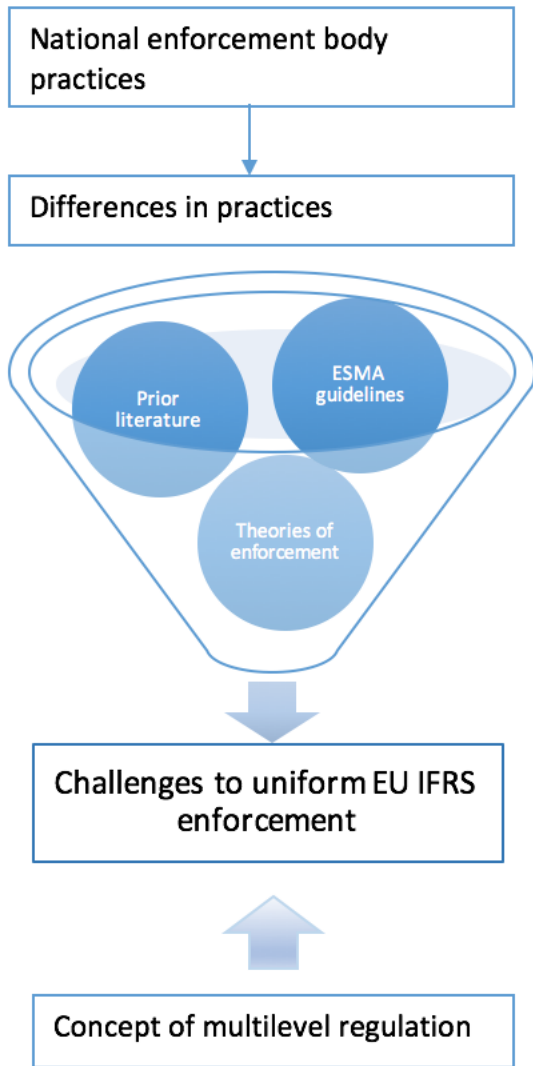 National enforcement body
practices
Differences in practices
Prior
literature
ESMA
guidelines
Theories of
enforcement
Challenges to uniform EU IFRS
enforcement
Concept of multilevel regulation